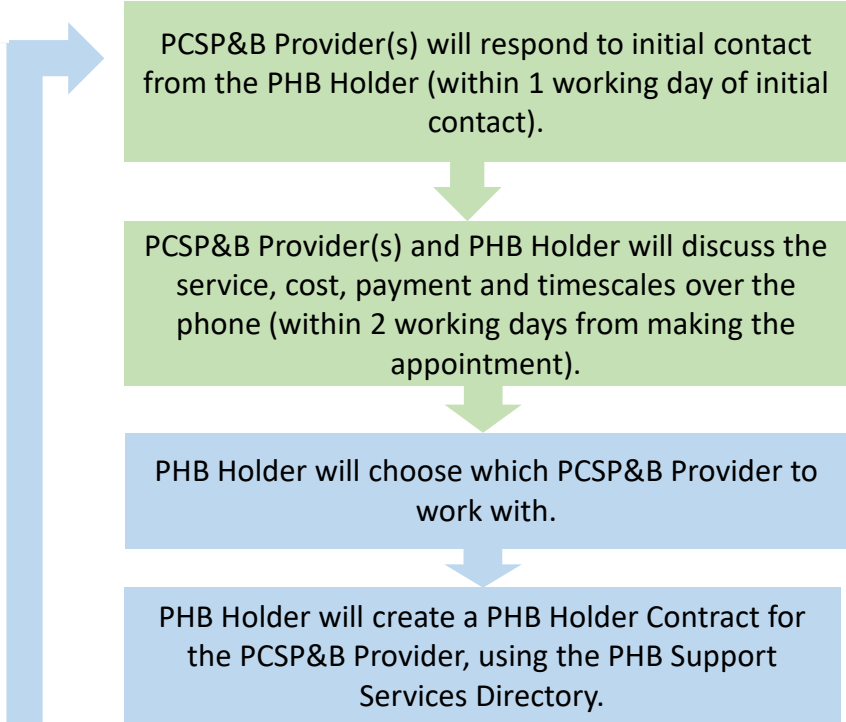 PCSP&B Provider(s) will respond to initial contact
from the PHB Holder (within 1 working day of initial
contact).
PCSP&B Provider(s) and PHB Holder will discuss the
service, cost, payment and timescales over the
phone (within 2 working days from making the
appointment).
PHB Holder will choose which PCSP&B Provider to
work with.
PHB Holder will create a PHB Holder Contract for
the PCSP&B Provider, using the PHB Support
Services Directory.